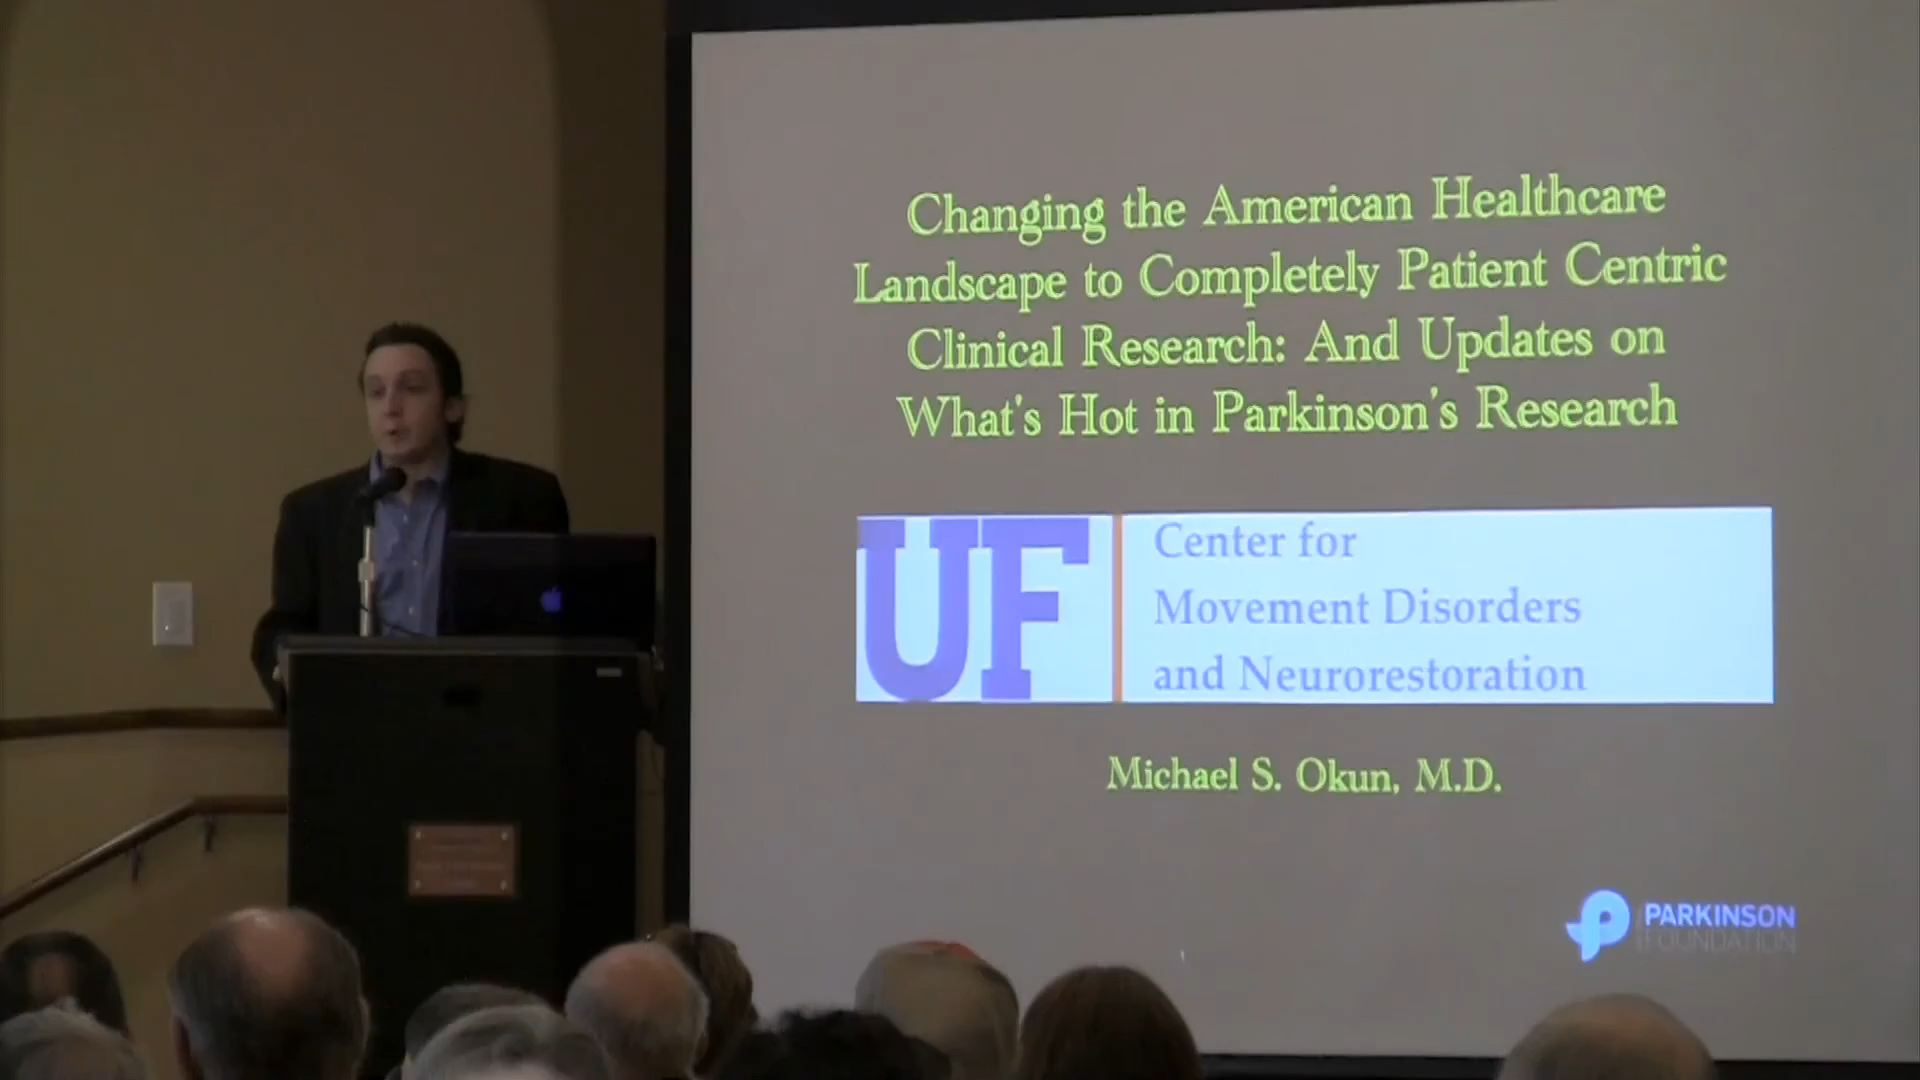 Changing the American Healthcare
Landscape to Completely Patient Centric
Clinical Research: And Updates on
What's Hot in Parkinson's Research
UF
Center for
Movement Disorders
and Neurorestoration
Michael S. Okun, M.D.
PARKINSON
FOUNDATION